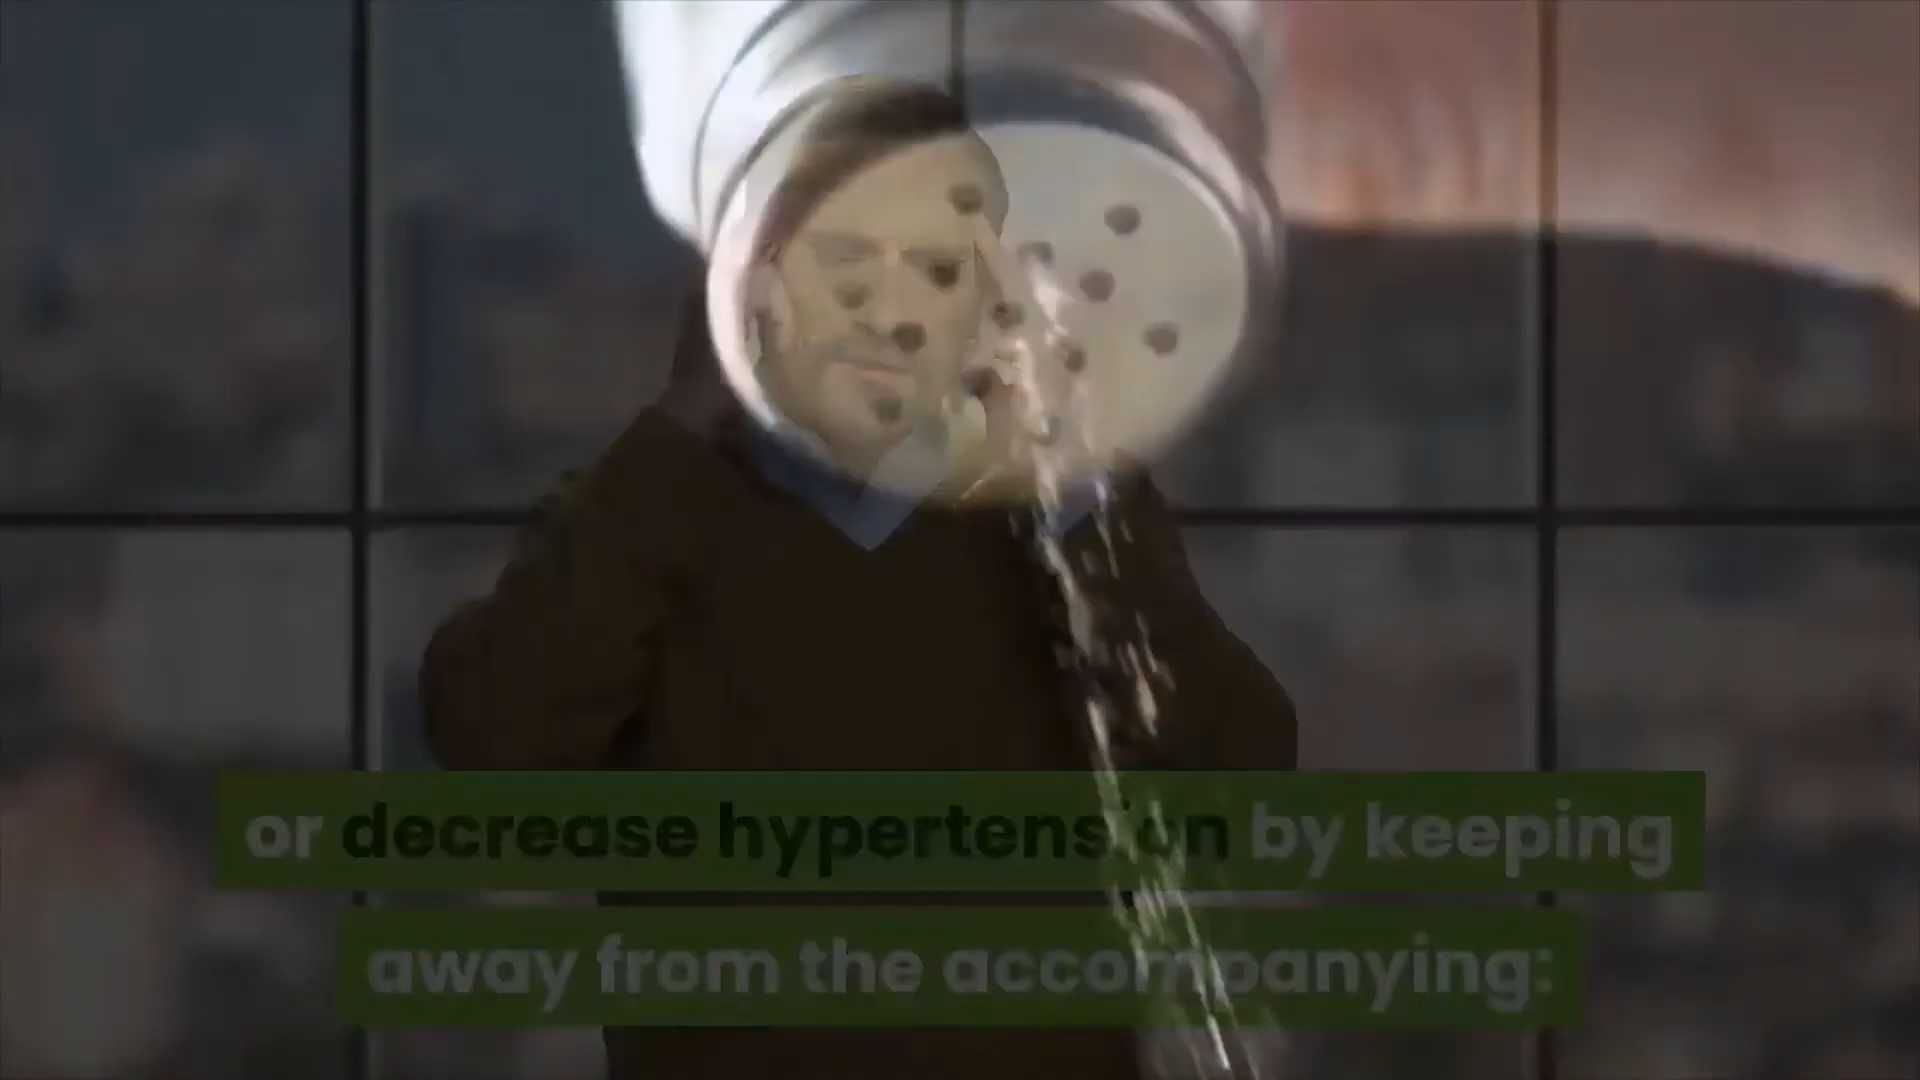 or decrease hypertension by keeping
away from the accompanying: